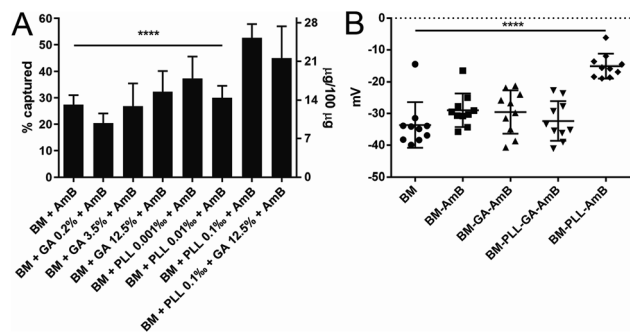 A
B
% captured
60
50
40
30
20
10
0
****
28
21
14
7
0
µg/100 µg
BM + AmB
BM + GA 0.2% + AmB
BM + GA 3.5% + AmB
BM + GA 12.5% + AmB
BM + PLL 0.001‰ + AmB
BM + PLL 0.01‰ + AmB
BM + PLL 0.1‰ + AmB
BM + PLL 0.1‰ + GA 12.5% + AmB
mV
0
-10
-20
-30
-40
-50
****
BM
BM-AmB
BM-GA-AmB
BM-PLL-GA-AmB
BM-PLL-AmB